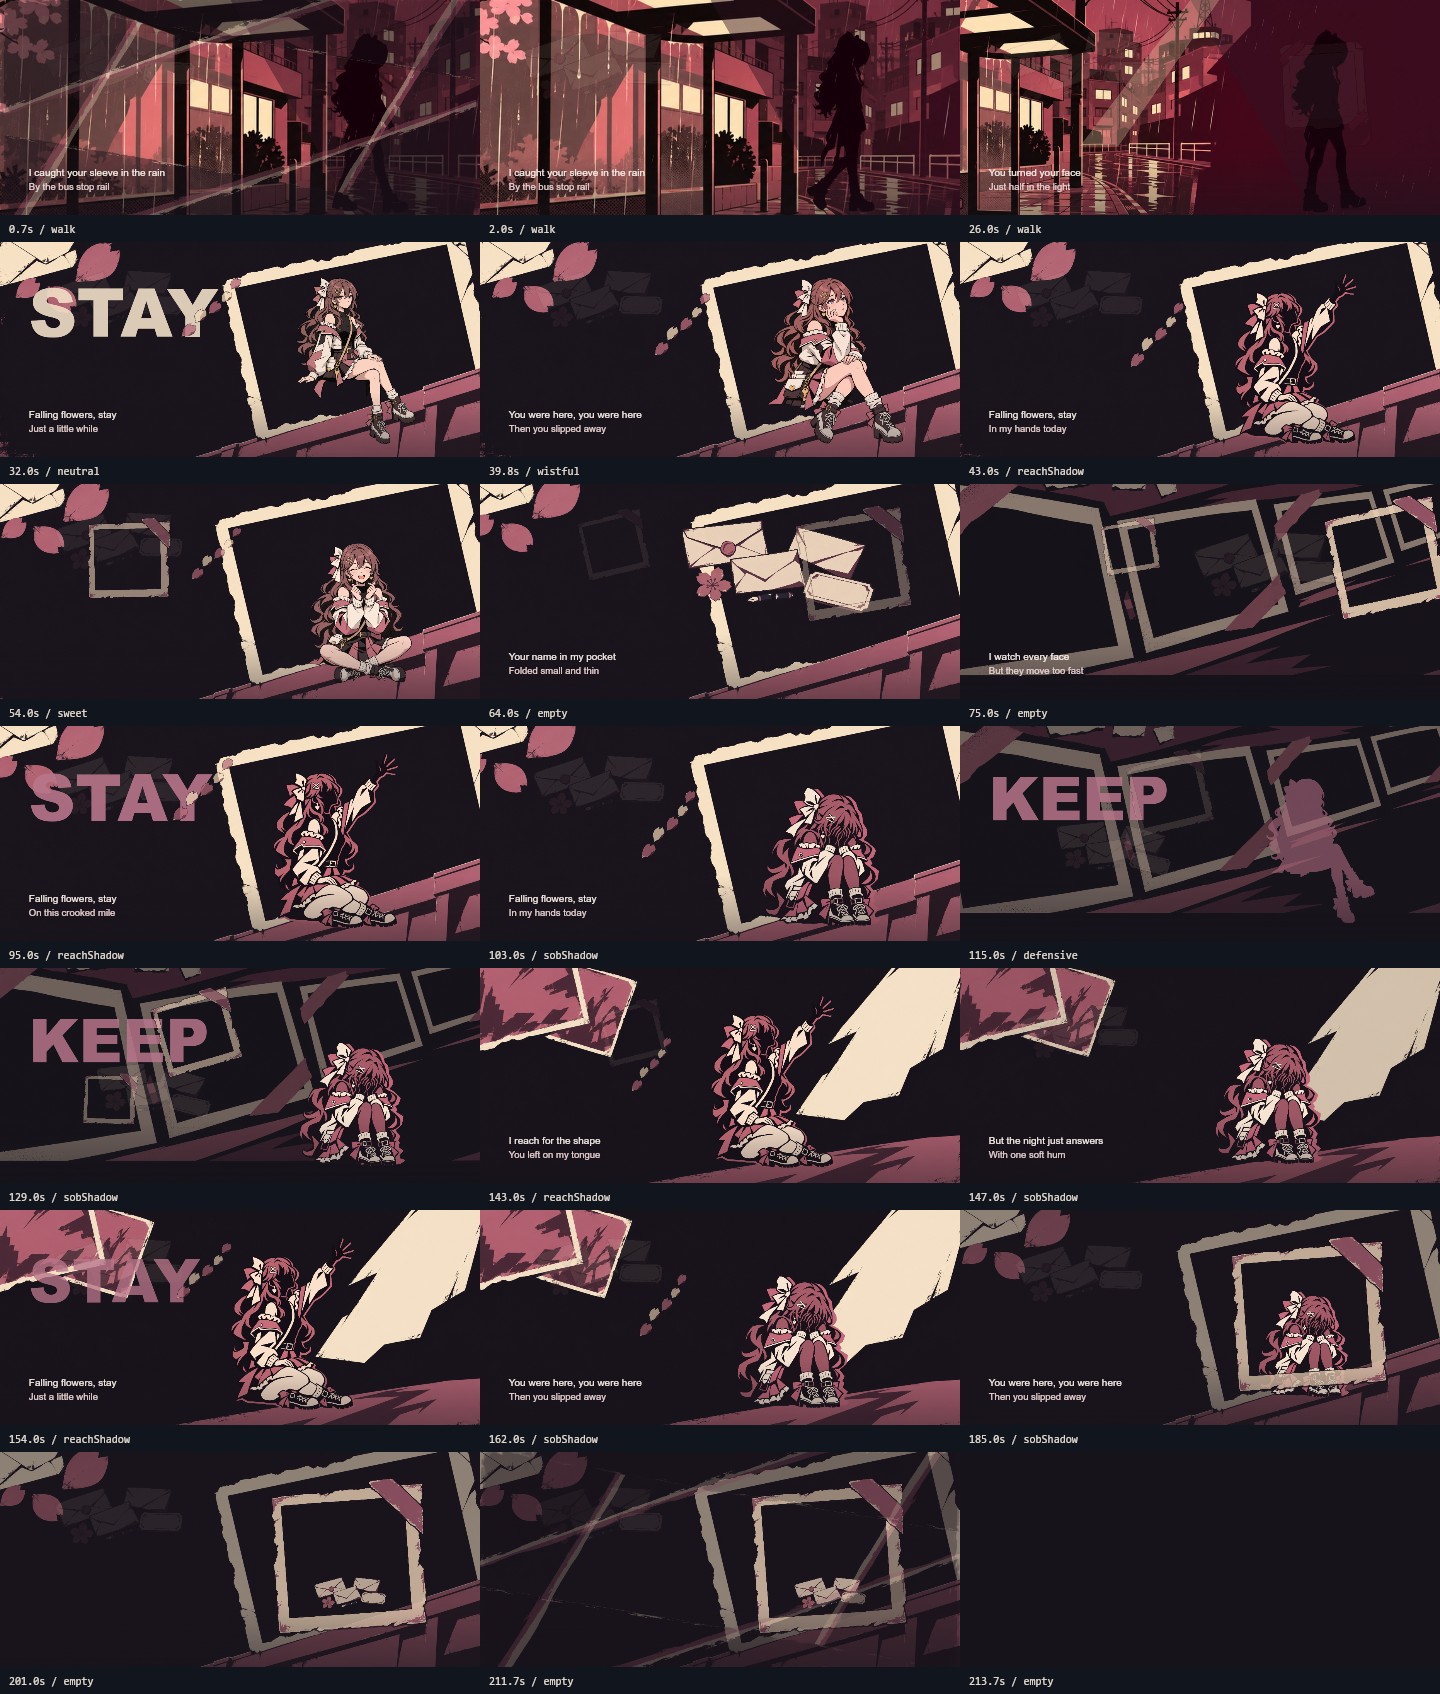 I caught your sleeve in the rain
By the bus stop rail
0.7s / walk
I caught your sleeve in the rain
By the bus stop rail
2.0s / walk
You turned your face
Just half in the light
26.0s / walk
STAY
Falling flowers, stay
Just a little while
32.0s / neutral
You were here, you were here
Then you slipped away
39.8s / wistful
Falling flowers, stay
In my hands today
43.0s / reachShadow
54.0s / sweet
Your name in my pocket
Folded small and thin
64.0s / empty
I watch every face
But they move too fast
75.0s / empty
STAY
Falling flowers, stay
On this crooked mile
95.0s / reachShadow
Falling flowers, stay
In my hands today
103.0s / sobShadow
KEEP
115.0s / defensive
KEEP
129.0s / sobShadow
I reach for the shape
You left on my tongue
143.0s / reachShadow
But the night just answers
With one soft hum
147.0s / sobShadow
STAY
Falling flowers, stay
Just a little while
154.0s / reachShadow
You were here, you were here
Then you slipped away
162.0s / sobShadow
You were here, you were here
Then you slipped away
185.0s / sobShadow
201.0s / empty
211.7s / empty
213.7s / empty